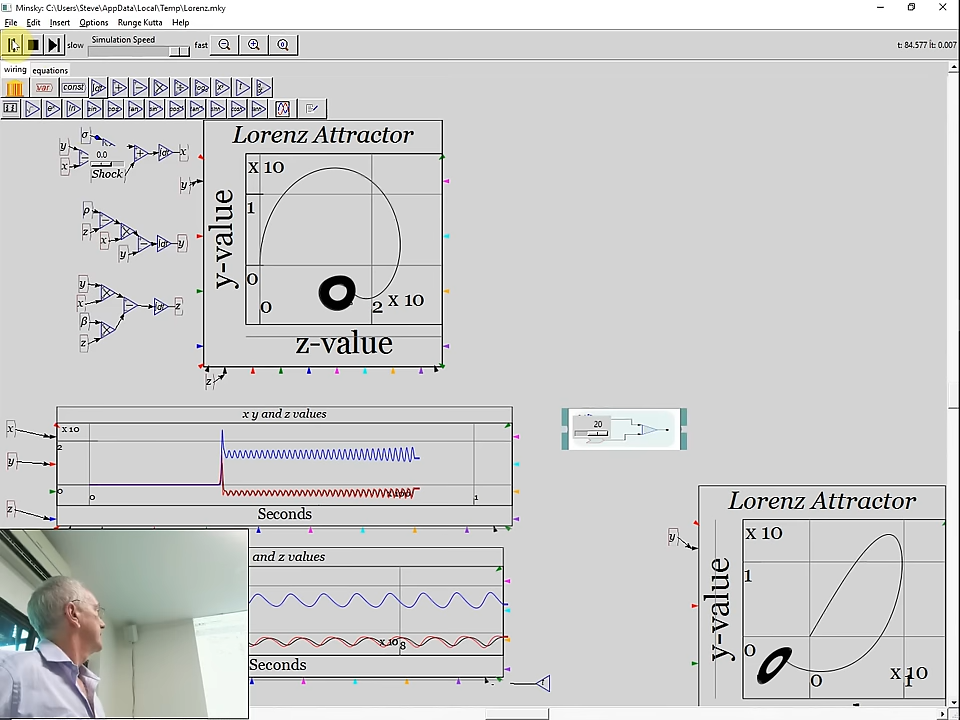 Minsky: C:\Users\Steve\AppData\Local\Temp\Lorenz.mky
File Edit Insert Options Runge Kutta Help
slow Simulation Speed fast
t: 84.577 Δt: 0.007
wiring equations
var const
Lorenz Attractor
x 10
1
0
0
2 x 10
y-value
z-value
σ
y
x
0.0
Shock
x
y
ρ
z
x
y
y
y
x
β
z
z
z
x y and z values
x 10
2
0
0
1
Seconds
x
y
z
20
and z values
Seconds
t
Lorenz Attractor
x 10
1
0
0
x 10
1
y-value
y